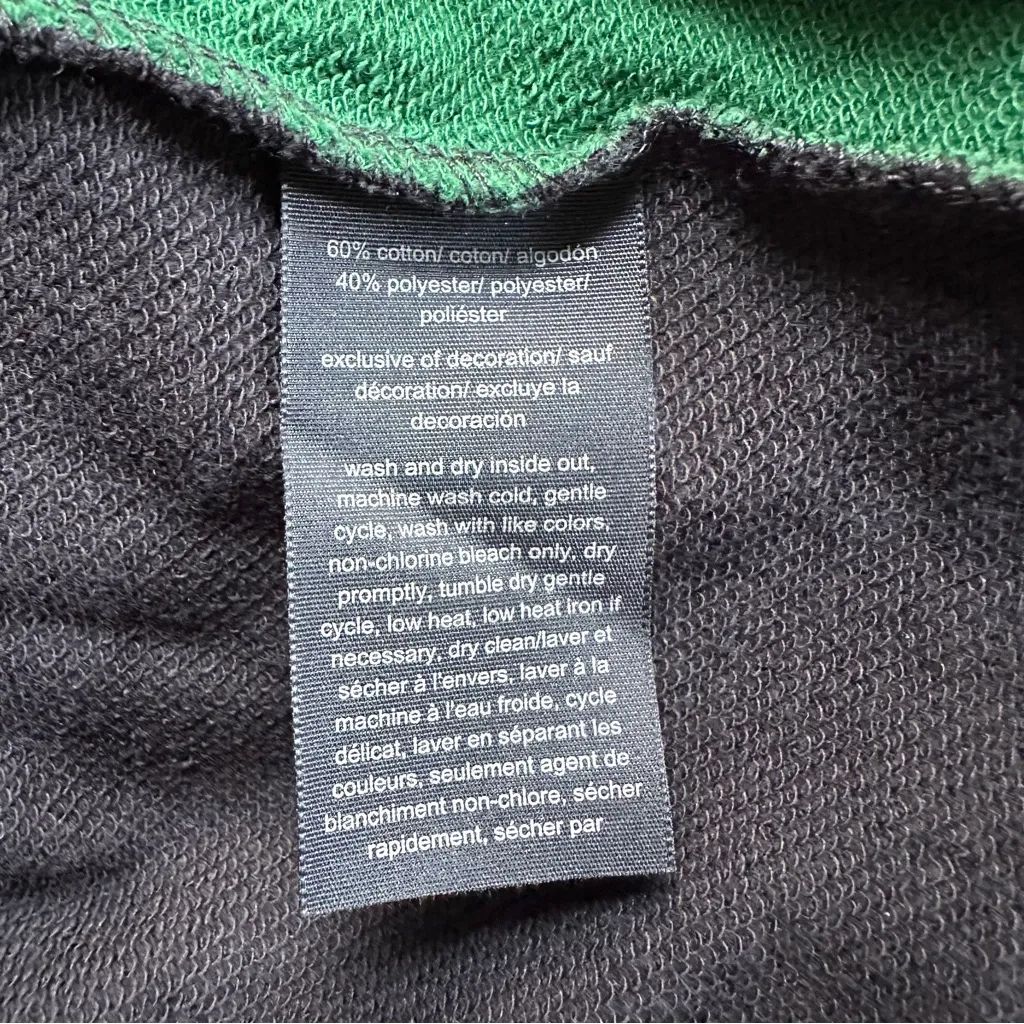 60% cotton/ coton/ algodón
40% polyester/ polyester/
poliéster
exclusive of decoration/ sauf
décoration/ excluye la
decoración
wash and dry inside out,
machine wash cold, gentle
cycle, wash with like colors,
non-chlorine bleach only, dry
promptly, tumble dry gentle
cycle, low heat, low heat iron if
necessary, dry clean/laver et
sécher à l'envers, laver à la
machine à l'eau froide, cycle
délicat, laver en séparant les
couleurs, seulement agent de
blanchiment non-chlore, sécher
rapidement, sécher par